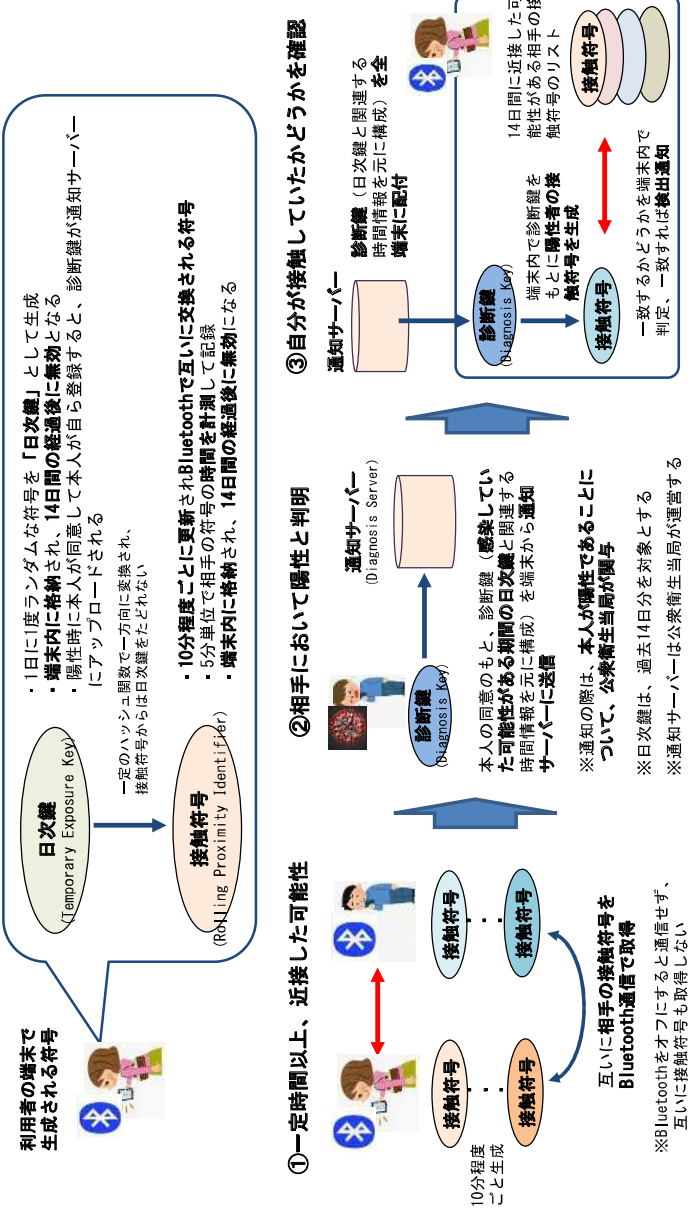 利用者の端末で
生成される符号
日次鍵
(Temporary Exposure Key)
接触符号
(Rolling Proximity Identifier)
・1日に1度ランダムな符号を「日次鍵」として生成
・端末内に格納され、14日間の経過後に無効となる
・陽性時に本人が同意して本人が自ら登録すると、診断鍵が通知サーバー
にアップロードされる
一定のハッシュ関数で一方向に変換され、
接触符号からは日次鍵をたどれない
・10分程度ごとに更新されBluetoothで互いに交換される符号
・5分単位で相手の符号の時間を計測して記録
・端末内に格納され、14日間の経過後に無効になる
①一定時間以上、近接した可能性
10分程度
ごと生成
接触符号
・・・
接触符号
接触符号
・・・
接触符号
互いに相手の接触符号を
Bluetooth通信で取得
※Bluetoothをオフにすると通信せず、
互いに接触符号も取得しない
②相手において陽性と判明
診断鍵
(Diagnosis Key)
通知サーバー
(Diagnosis Server)
本人の同意のもと、診断鍵（感染してい
た可能性がある期間の日次鍵と関連する
時間情報を元に構成）を端末から通知
サーバーに送信
※通知の際は、本人が陽性であることに
ついて、公衆衛生当局が関与
※日次鍵は、過去14日分を対象とする
※通知サーバーは公衆衛生当局が運営する
③自分が接触していたかどうかを確認
通知サーバー
診断鍵（日次鍵と関連する
時間情報を元に構成）を全
端末に配付
診断鍵
(Diagnosis Key)
端末内で診断鍵を
もとに陽性者の接
触符号を生成
接触符号
14日間に近接した可
能性がある相手の接
触符号のリスト
接触符号
一致するかどうかを端末内で
判定、一致すれば検出通知